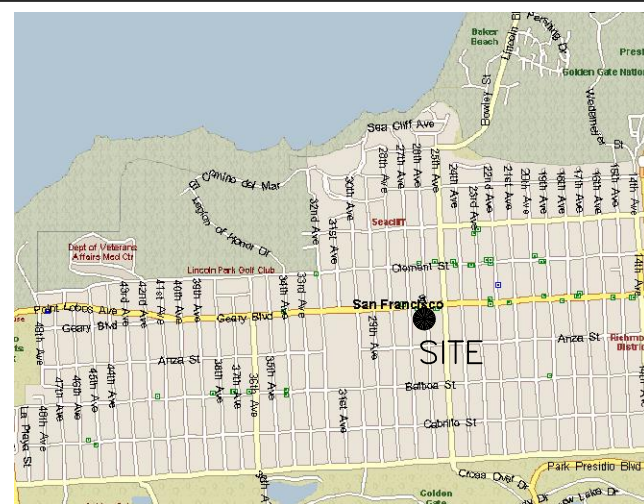 Baker
Beach
Lincoln B
Pershing Dr
Presi
Golden Gate Nation
Bowley St
Sea Cliff Ave
25th Ave
26th Ave
27th Ave
28th Ave
24th Ave
22nd Ave
21st Ave
20th Ave
19th Ave
18th Ave
17th Ave
16th Ave
15th Ave
14th Ave
23rd Ave
Camino del Mar
Legion of Honor Dr
30th Ave
31st Ave
32nd Ave
Seacliff
Dept of Veterans
Affairs Med Ctr
Lincoln Park Golf Club
Clement St
14th Ave
33rd Ave
34th Ave
39th Ave
40th Ave
41st Ave
42nd Ave
43rd Ave
San Francisco
Point Lobos Ave
Geary Blvd
Geary Blvd
SITE
29th Ave
Anza St
Richmo
District
48th Ave
Anza St
35th Ave
36th Ave
37th Ave
38th Ave
44th Ave
45th Ave
46th Ave
47th Ave
31st Ave
Balboa St
Cabrillo St
48th Ave
La Playa St
36th A
Cross Over Dr
Park Presidio Blvd
Golden
Gate
Lake Dr